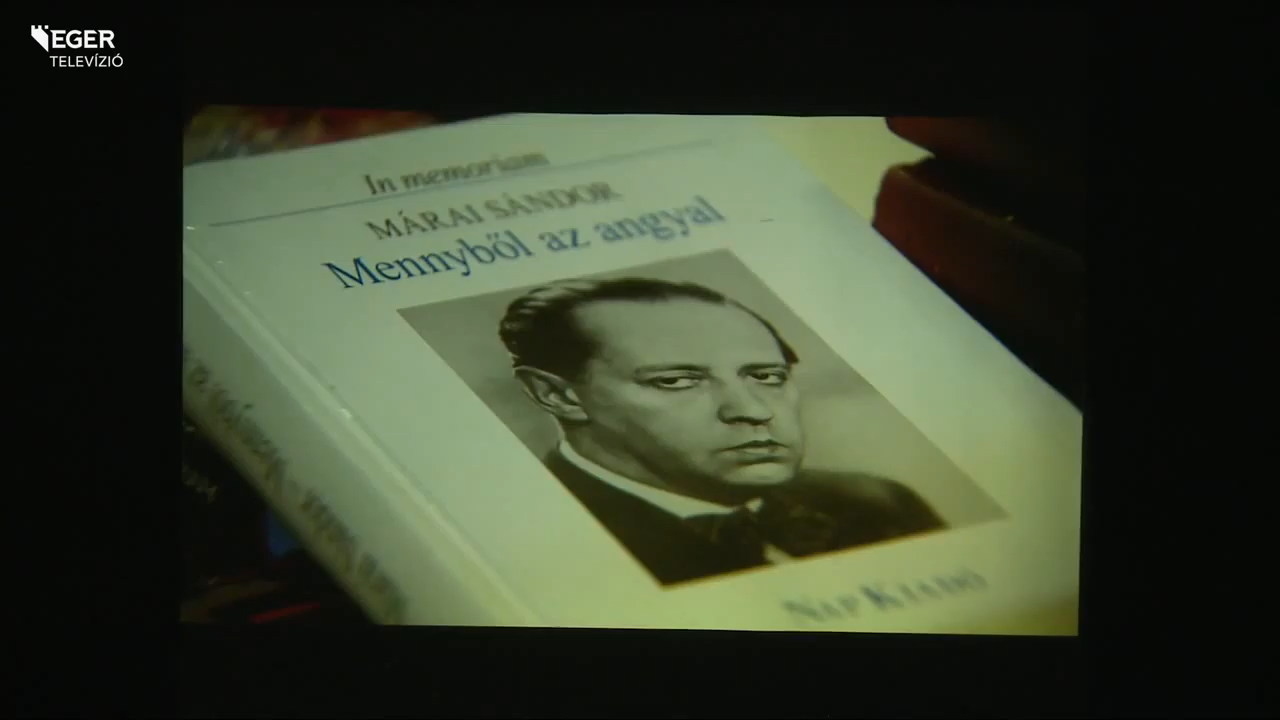 EGER
TELEVÍZIÓ
In memoriam
MÁRAI SÁNDOR
Mennyből az angyal
NAP KIADÓ